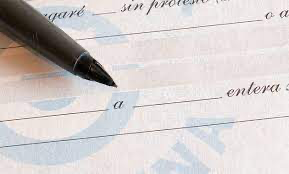 agaré sin protesto (
o a
a entera